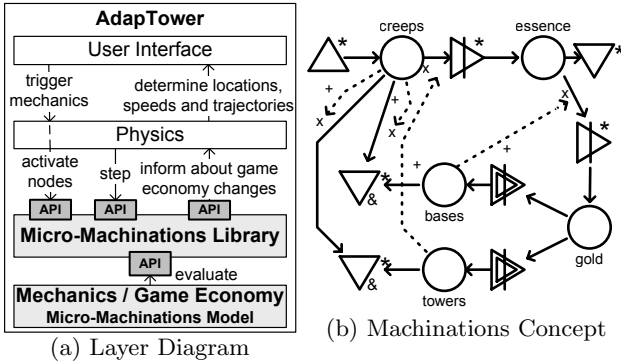 AdapTower
User Interface
trigger
mechanics
determine locations,
speeds and trajectories
Physics
activate
nodes
step
inform about game
economy changes
API
API
API
Micro-Machinations Library
API
evaluate
Mechanics / Game Economy
Micro-Machinations Model
(a) Layer Diagram
creeps
essence
*
*
*
+
x
+
x
x
x
*
+
+
*
&
bases
gold
*
&
towers
(b) Machinations Concept